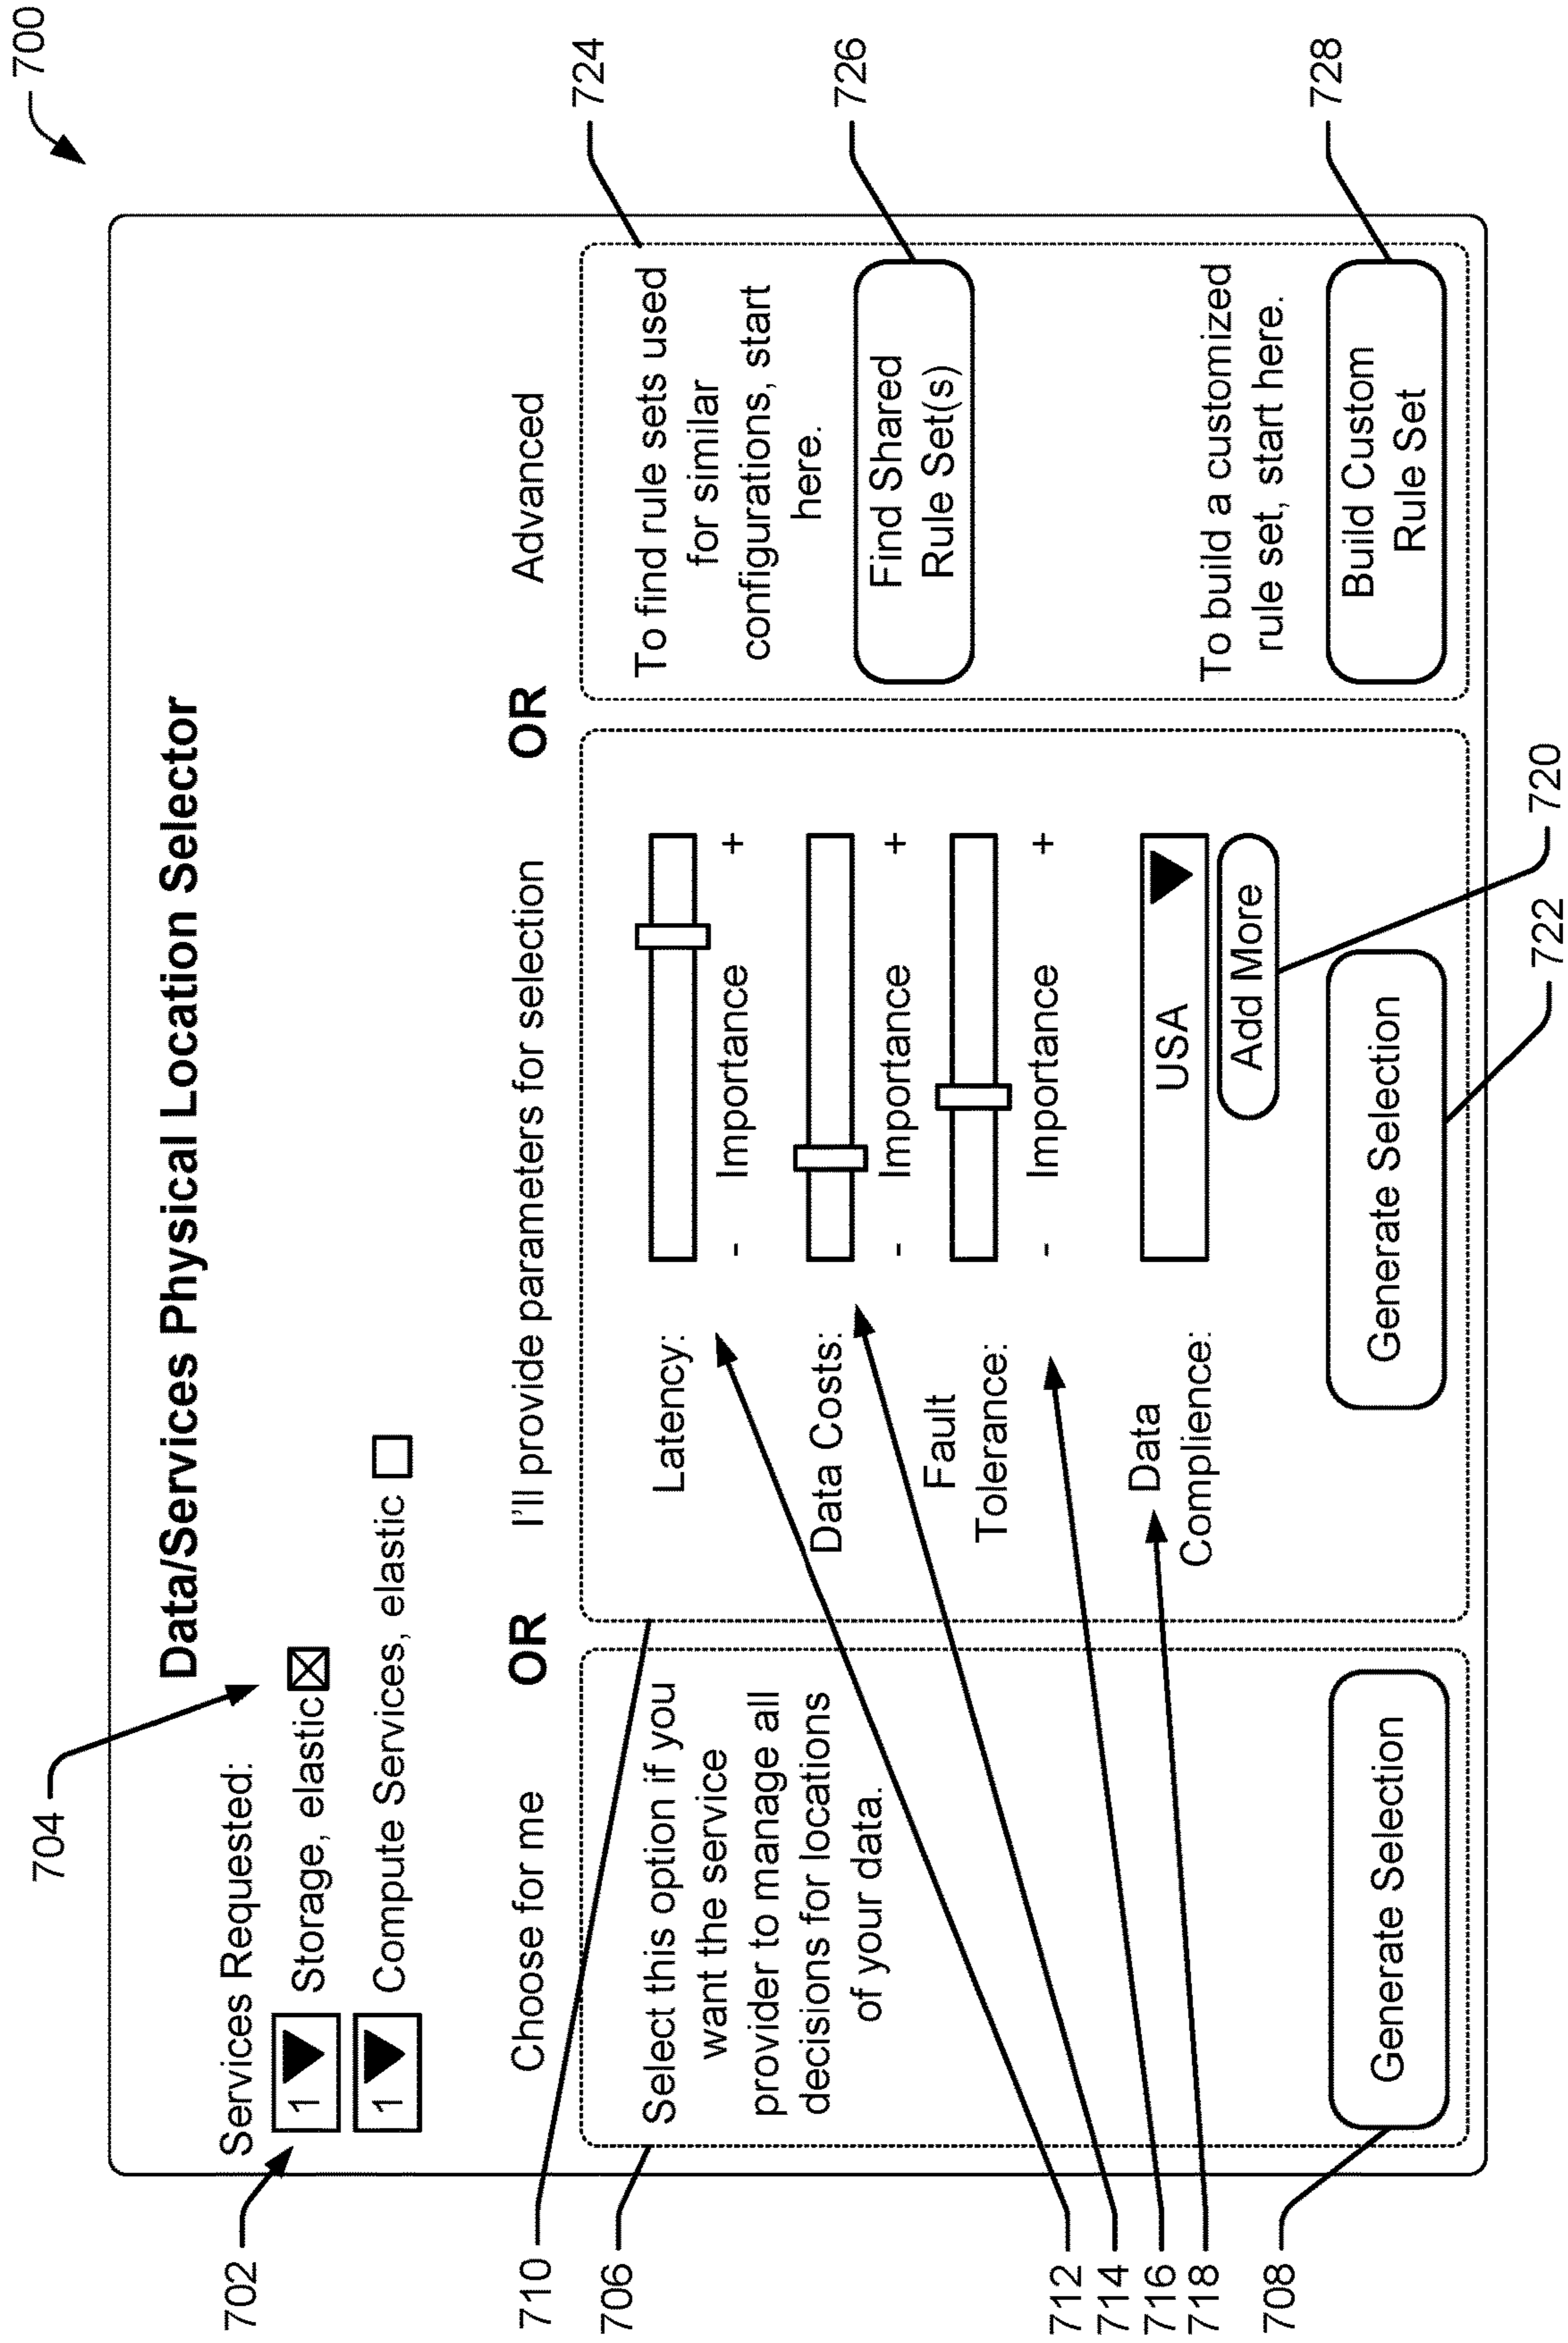 700
Data/Services Physical Location Selector
704
Services Requested:
702
1 Storage, elastic
1 Compute Services, elastic
Choose for me
OR
I'll provide parameters for selection
OR
Advanced
710
706
Select this option if you
want the service
provider to manage all
decisions for locations
of your data.
Generate Selection
708
712
714
716
718
Latency:
- Importance +
Data Costs:
- Importance +
Fault
Tolerance:
- Importance +
Data
Complience:
USA
Add More
720
Generate Selection
722
724
To find rule sets used
for similar
configurations, start
here.
Find Shared
Rule Set(s)
726
To build a customized
rule set, start here.
Build Custom
Rule Set
728